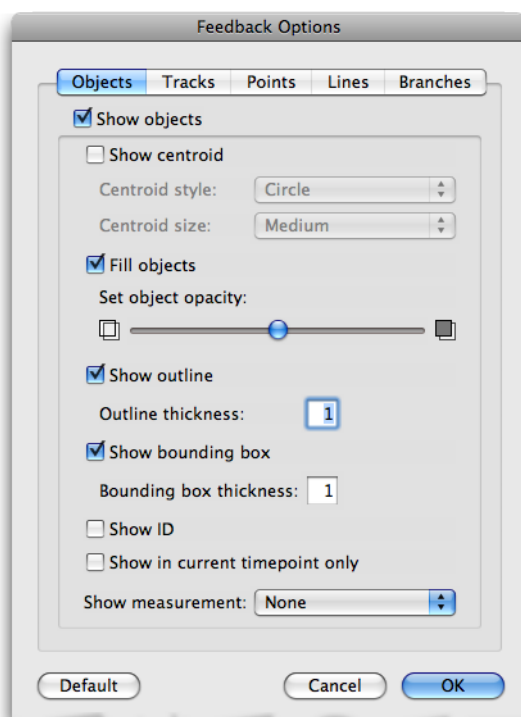 Feedback Options
Objects Tracks Points Lines Branches
Show objects
Show centroid
Centroid style: Circle
Centroid size: Medium
Fill objects
Set object opacity:
Show outline
Outline thickness: 1
Show bounding box
Bounding box thickness: 1
Show ID
Show in current timepoint only
Show measurement: None
Default Cancel OK